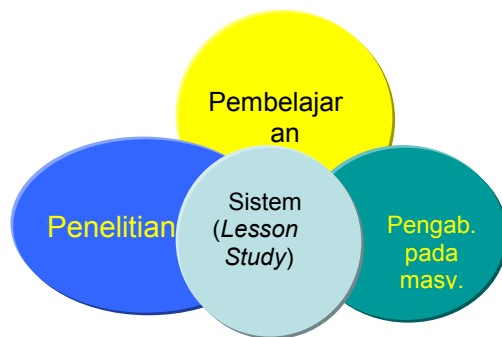 Pembelajar
an
Penelitian
Sistem
(Lesson
Study)
Pengab.
pada
masy.